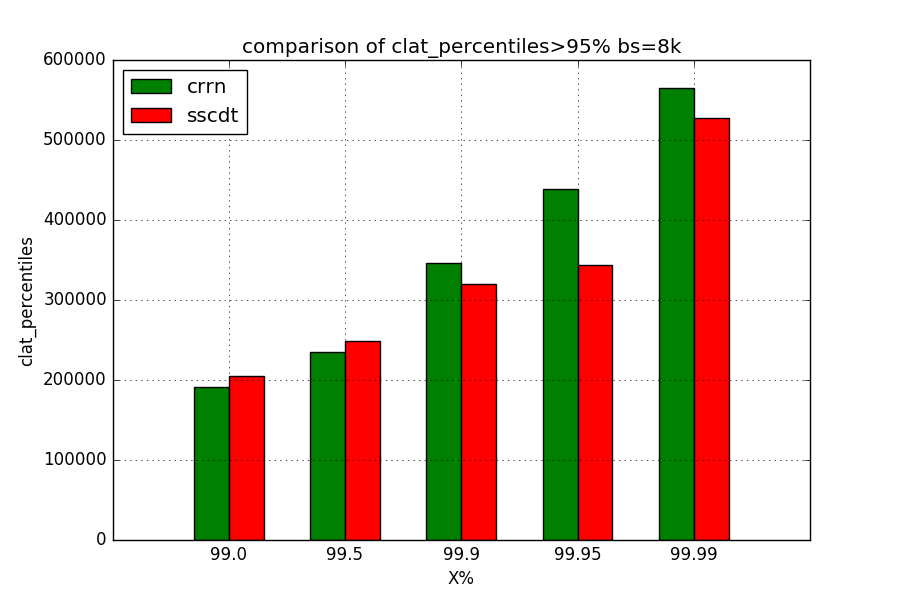 comparison of clat_percentiles>95% bs=8k
crrn
sscdt
600000
500000
400000
300000
200000
100000
0
clat_percentiles
99.0 99.5 99.9 99.95 99.99
X%